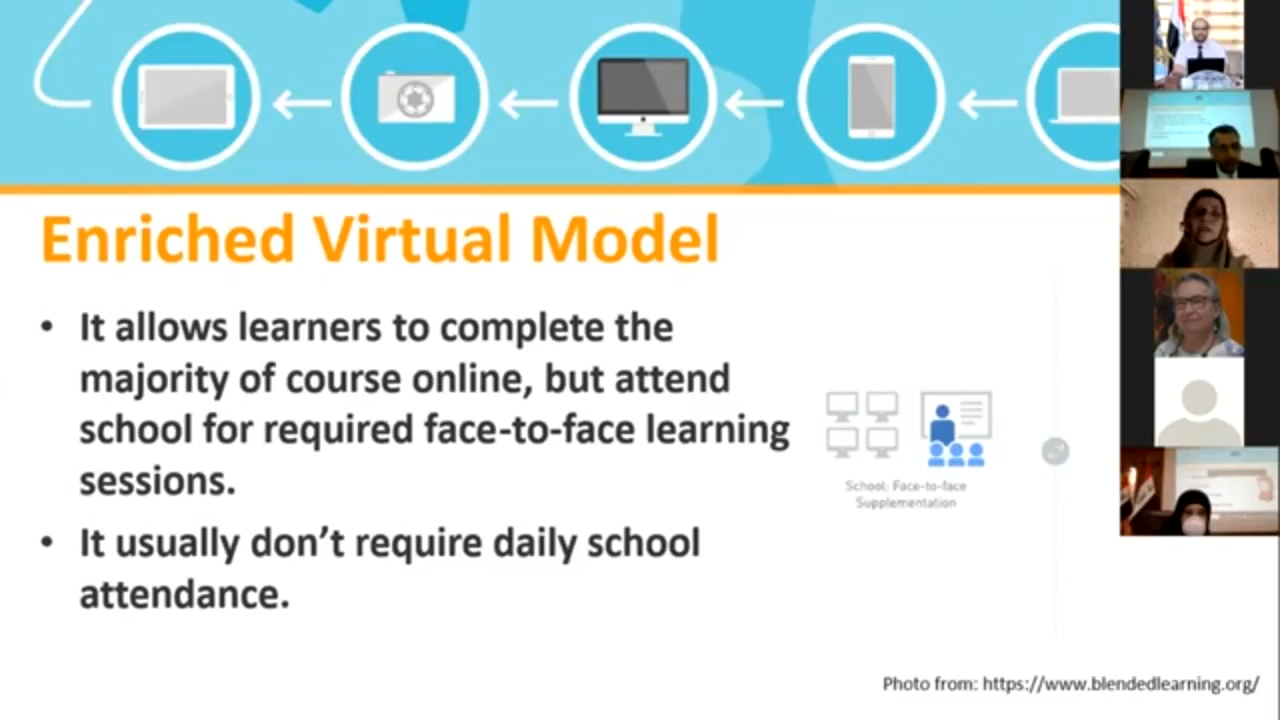 Enriched Virtual Model
• It allows learners to complete the
majority of course online, but attend
school for required face-to-face learning
sessions.
• It usually don’t require daily school
attendance.
School: Face-to-face
Supplementation
Photo from: https://www.blendedlearning.org/